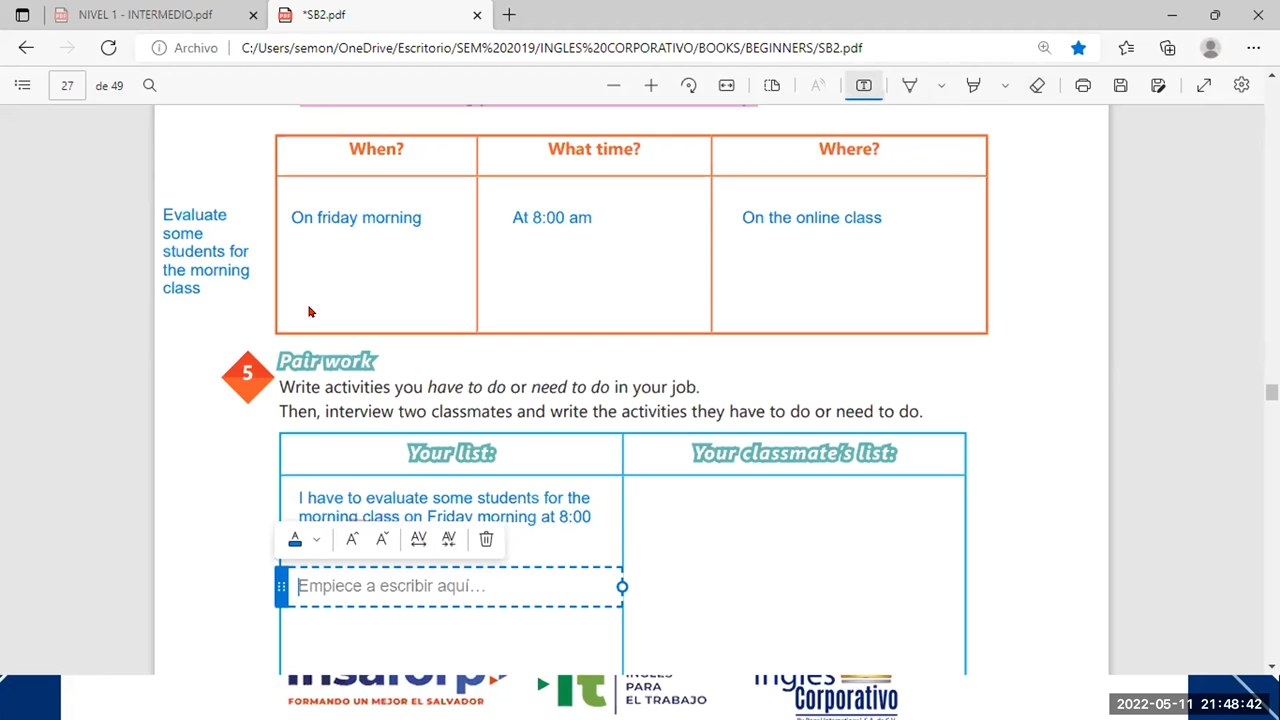 NIVEL 1 - INTERMEDIO.pdf
*SB2.pdf
Archivo
C:/Users/semon/OneDrive/Escritorio/SEM%202019/INGLES%20CORPORATIVO/BOOKS/BEGINNERS/SB2.pdf
27 de 49
When? What time? Where?
Evaluate
some
students for
the morning
class
On friday morning
At 8:00 am
On the online class
5 Pair work
Write activities you have to do or need to do in your job.
Then, interview two classmates and write the activities they have to do or need to do.
Your list: Your classmate's list:
I have to evaluate some students for the
morning class on Friday morning at 8:00
Empiece a escribir aquí...
insaforp
FORMANDO UN MEJOR EL SALVADOR
it
INGLÉS
PARA
EL TRABAJO
Inglés
Corporativo
2022-05-11 21:48:42